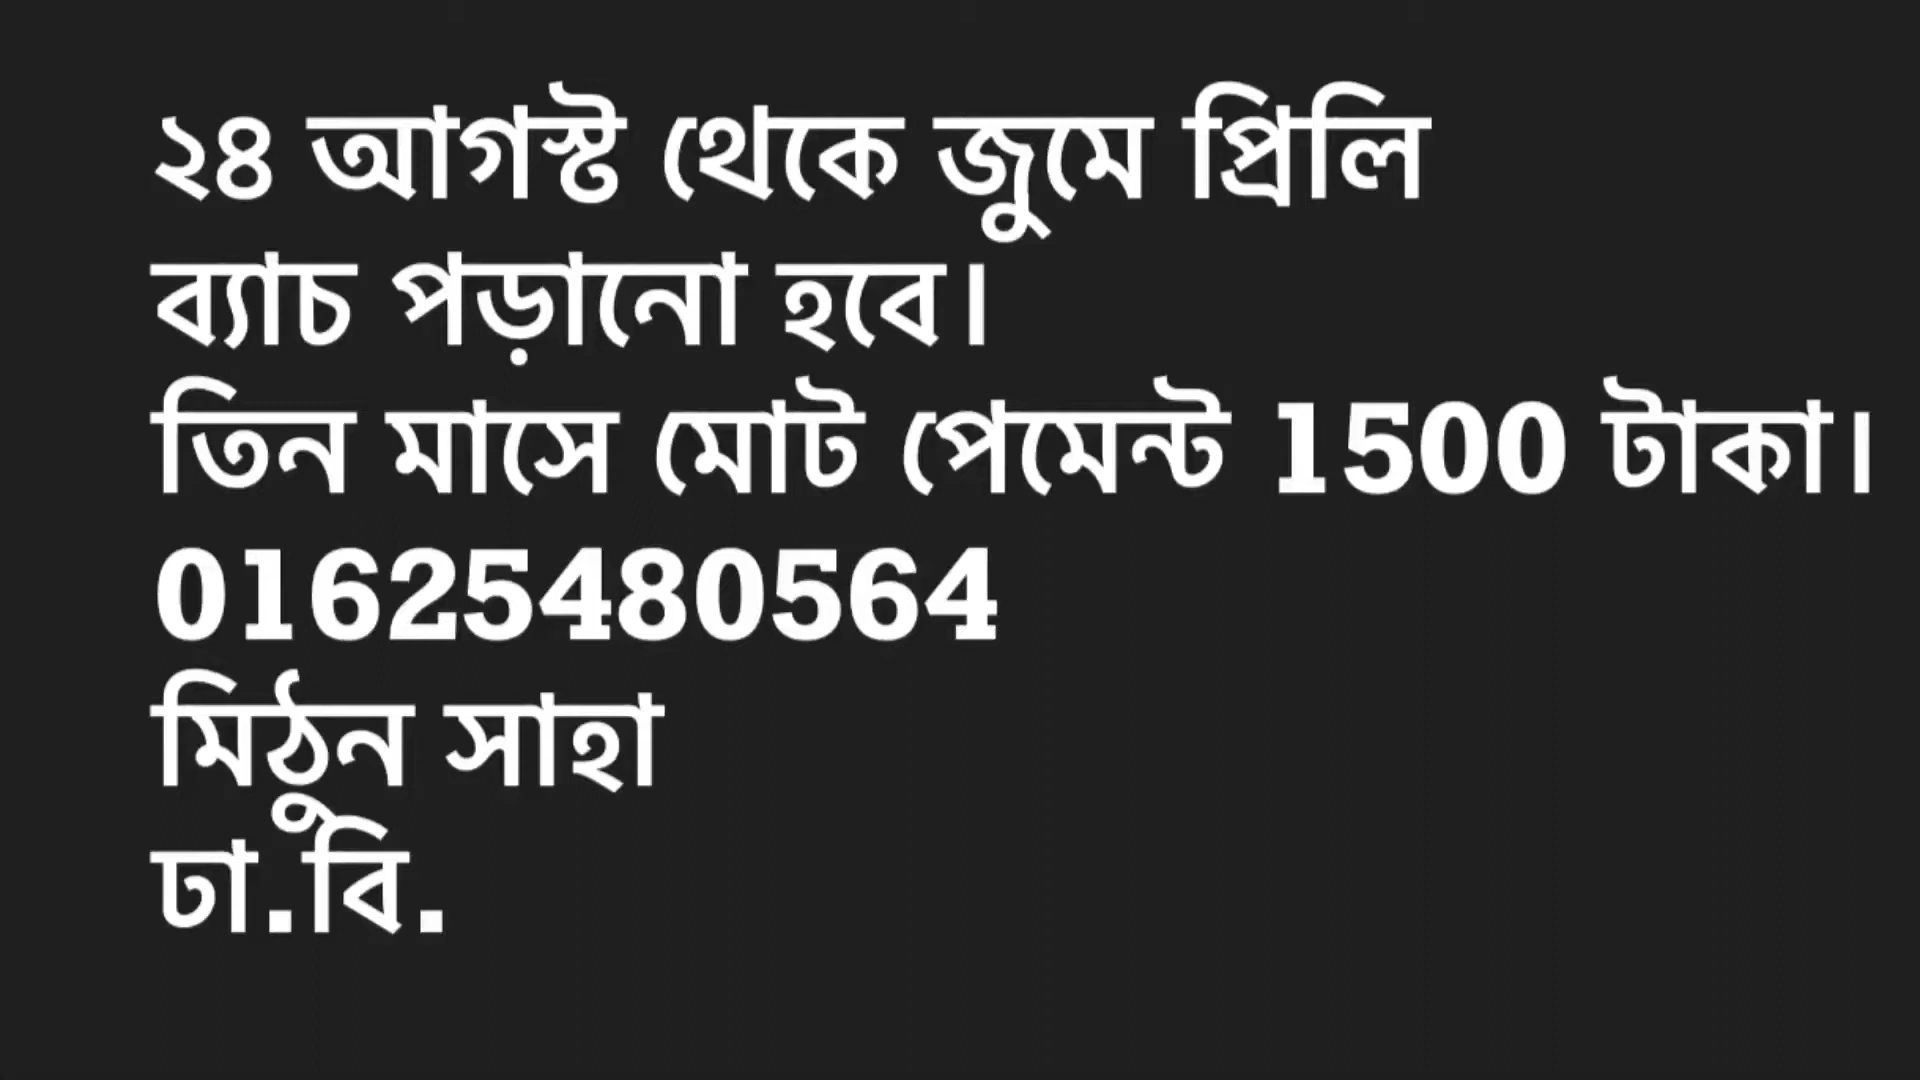 ২৪ আগস্ট থেকে জুমে প্রিলি
ব্যাচ পড়ানো হবে।
তিন মাসে মোট পেমেন্ট 1500 টাকা।
01625480564
মিঠুন সাহা
ঢা.বি.